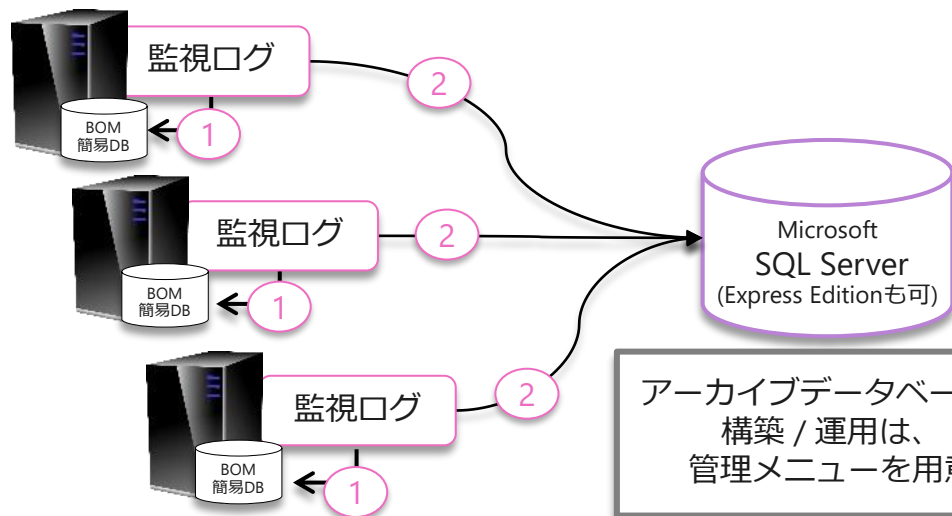 監視ログ
2
1
BOM
簡易DB
監視ログ
2
1
BOM
簡易DB
Microsoft
SQL Server
(Express Editionも可)
監視ログ
2
1
BOM
簡易DB
アーカイブデータベー
構築 / 運用は、
管理メニューを用意